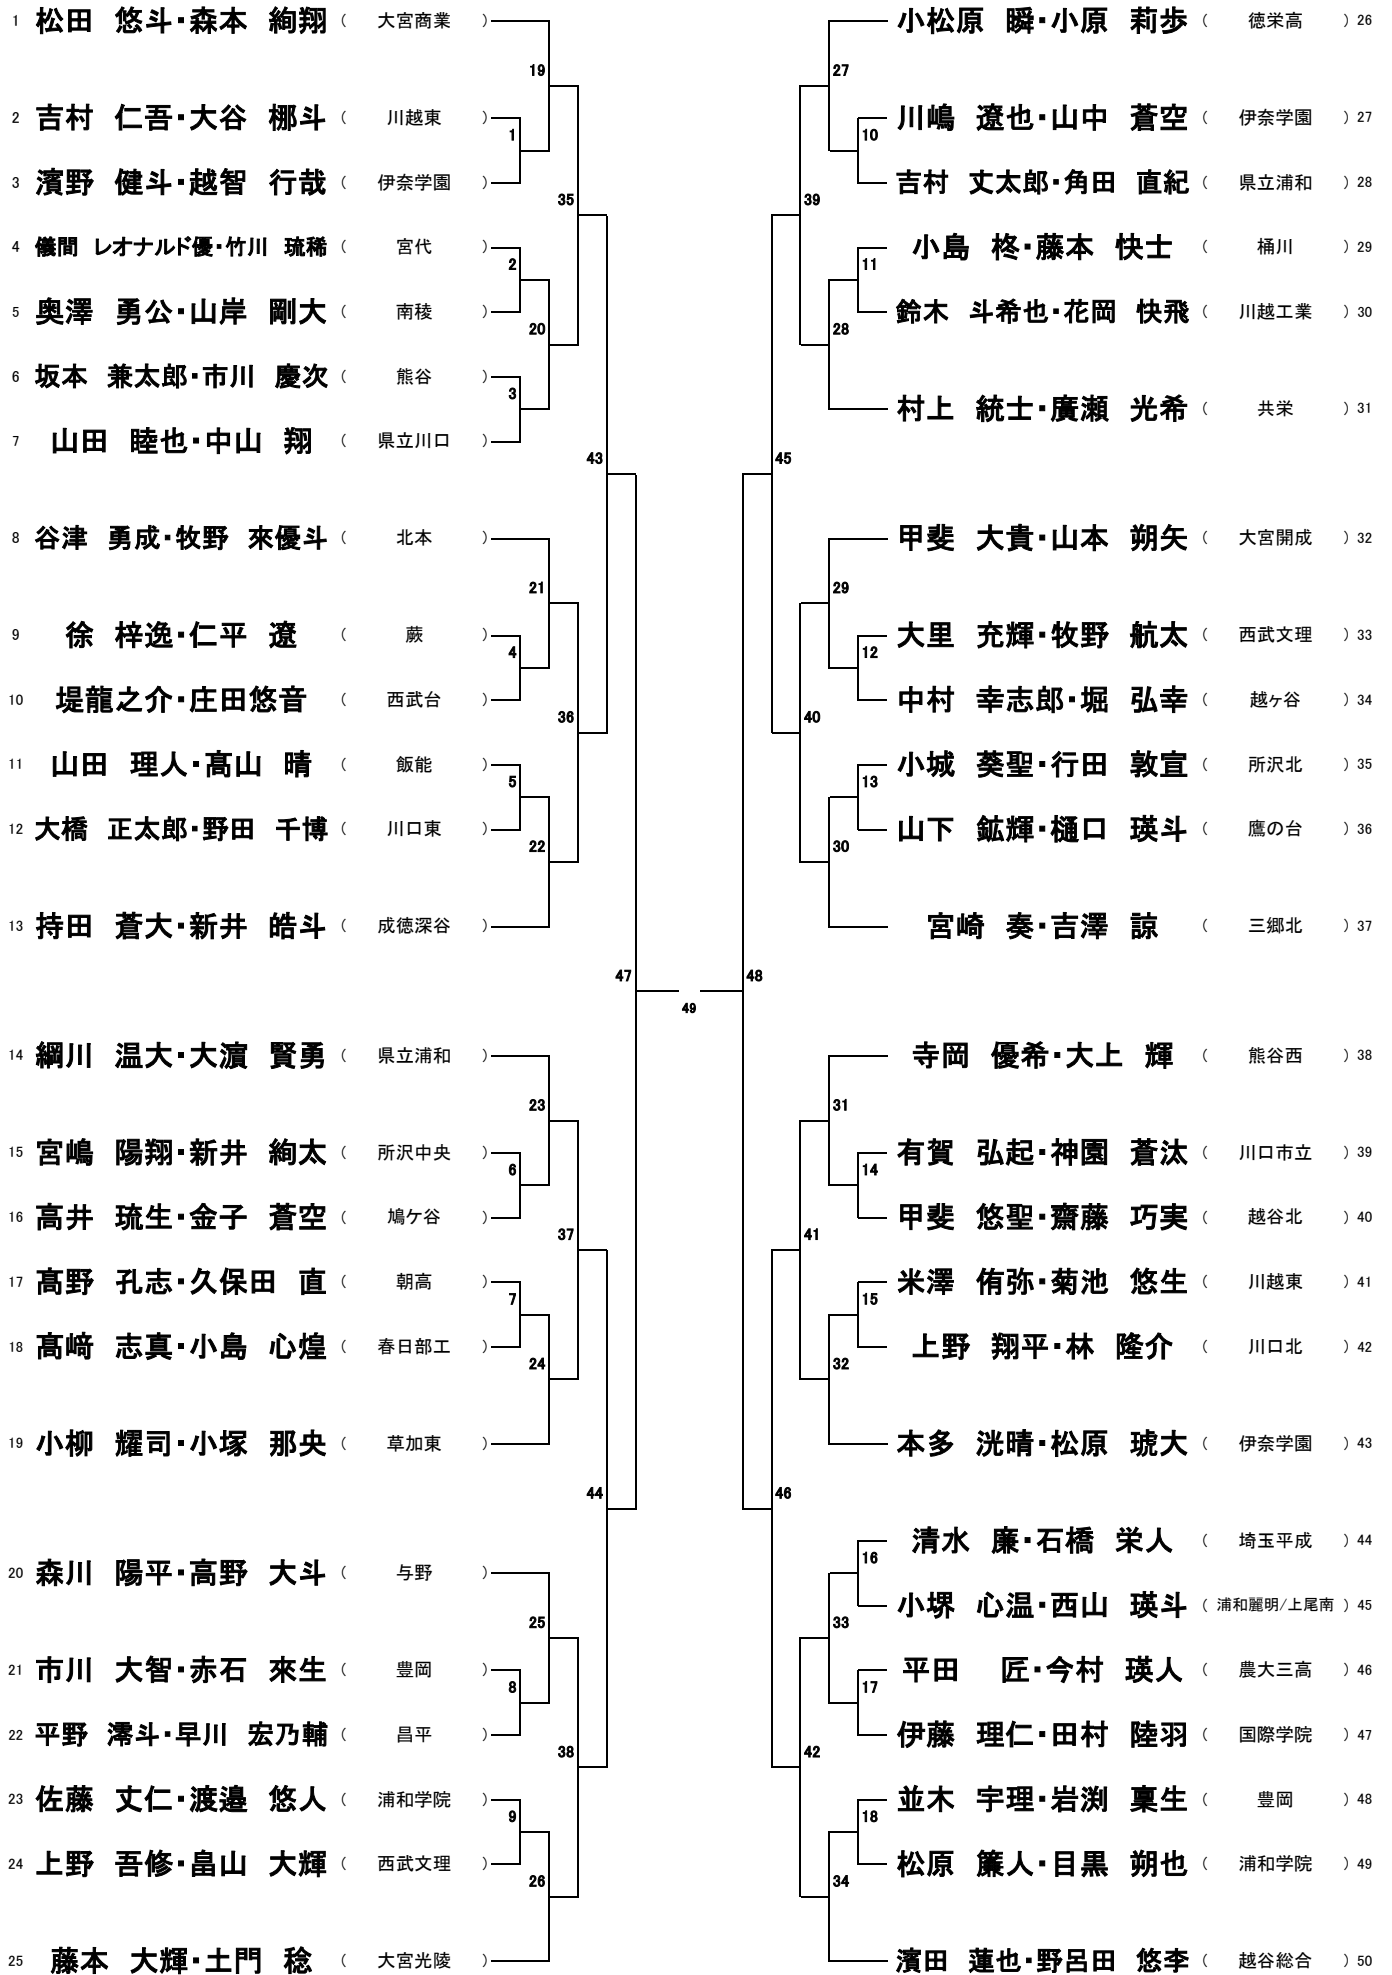 1 松田 悠斗・森本 絢翔 ( 大宮商業 )
2 吉村 仁吾・大谷 梛斗 ( 川越東 )
3 濱野 健斗・越智 行哉 ( 伊奈学園 )
4 儀間 レオナルド優・竹川 琉稀 ( 宮代 )
5 奥澤 勇公・山岸 剛大 ( 南稜 )
6 坂本 兼太郎・市川 慶次 ( 熊谷 )
7 山田 睦也・中山 翔 ( 県立川口 )
8 谷津 勇成・牧野 來優斗 ( 北本 )
9 徐 梓逸・仁平 遼 ( 蕨 )
10 堤龍之介・庄田悠音 ( 西武台 )
11 山田 理人・髙山 晴 ( 飯能 )
12 大橋 正太郎・野田 千博 ( 川口東 )
13 持田 蒼大・新井 皓斗 ( 成徳深谷 )
14 綱川 温大・大濵 賢勇 ( 県立浦和 )
15 宮嶋 陽翔・新井 絢太 ( 所沢中央 )
16 高井 琉生・金子 蒼空 ( 鳩ケ谷 )
17 髙野 孔志・久保田 直 ( 朝高 )
18 髙﨑 志真・小島 心煌 ( 春日部工 )
19 小柳 耀司・小塚 那央 ( 草加東 )
20 森川 陽平・高野 大斗 ( 与野 )
21 市川 大智・赤石 來生 ( 豊岡 )
22 平野 澪斗・早川 宏乃輔 ( 昌平 )
23 佐藤 丈仁・渡邉 悠人 ( 浦和学院 )
24 上野 吾修・畠山 大輝 ( 西武文理 )
25 藤本 大輝・土門 稔 ( 大宮光陵 )
19
1
35
2
20
3
43
21
4
36
5
22
47
23
6
37
7
24
44
25
8
38
9
26
49
27
10
39
11
28
45
29
12
40
13
30
48
31
14
41
15
32
46
16
33
17
42
18
34
小松原 瞬・小原 莉歩 ( 徳栄高 ) 26
川嶋 遼也・山中 蒼空 ( 伊奈学園 ) 27
吉村 丈太郎・角田 直紀 ( 県立浦和 ) 28
小島 柊・藤本 快士 ( 桶川 ) 29
鈴木 斗希也・花岡 快飛 ( 川越工業 ) 30
村上 統士・廣瀬 光希 ( 共栄 ) 31
甲斐 大貴・山本 朔矢 ( 大宮開成 ) 32
大里 充輝・牧野 航太 ( 西武文理 ) 33
中村 幸志郎・堀 弘幸 ( 越ヶ谷 ) 34
小城 葵聖・行田 敦宣 ( 所沢北 ) 35
山下 鉱輝・樋口 瑛斗 ( 鷹の台 ) 36
宮崎 奏・吉澤 諒 ( 三郷北 ) 37
寺岡 優希・大上 輝 ( 熊谷西 ) 38
有賀 弘起・神園 蒼汰 ( 川口市立 ) 39
甲斐 悠聖・齋藤 巧実 ( 越谷北 ) 40
米澤 侑弥・菊池 悠生 ( 川越東 ) 41
上野 翔平・林 隆介 ( 川口北 ) 42
本多 洸晴・松原 琥大 ( 伊奈学園 ) 43
清水 廉・石橋 栄人 ( 埼玉平成 ) 44
小堺 心温・西山 瑛斗 ( 浦和麗明/上尾南 ) 45
平田 匠・今村 瑛人 ( 農大三高 ) 46
伊藤 理仁・田村 陸羽 ( 国際学院 ) 47
並木 宇理・岩渕 稟生 ( 豊岡 ) 48
松原 簾人・目黒 朔也 ( 浦和学院 ) 49
濱田 蓮也・野呂田 悠李 ( 越谷総合 ) 50